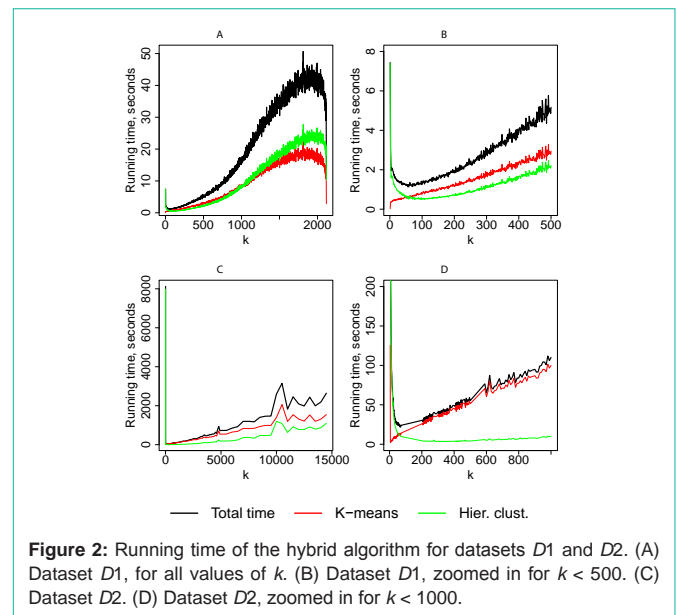 A
Running time, seconds
50
40
30
20
10
0
0 500 1000 2000
k
B
Running time, seconds
8
6
4
2
0
0 100 200 300 400 500
k
C
Running time, seconds
8000
6000
4000
2000
0
0 5000 10000 15000
k
D
Running time, seconds
200
150
100
50
0
0 200 400 600 800
k
Total time K−means Hier. clust.
Figure 2: Running time of the hybrid algorithm for datasets D1 and D2. (A)
Dataset D1, for all values of k. (B) Dataset D1, zoomed in for k < 500. (C)
Dataset D2. (D) Dataset D2, zoomed in for k < 1000.